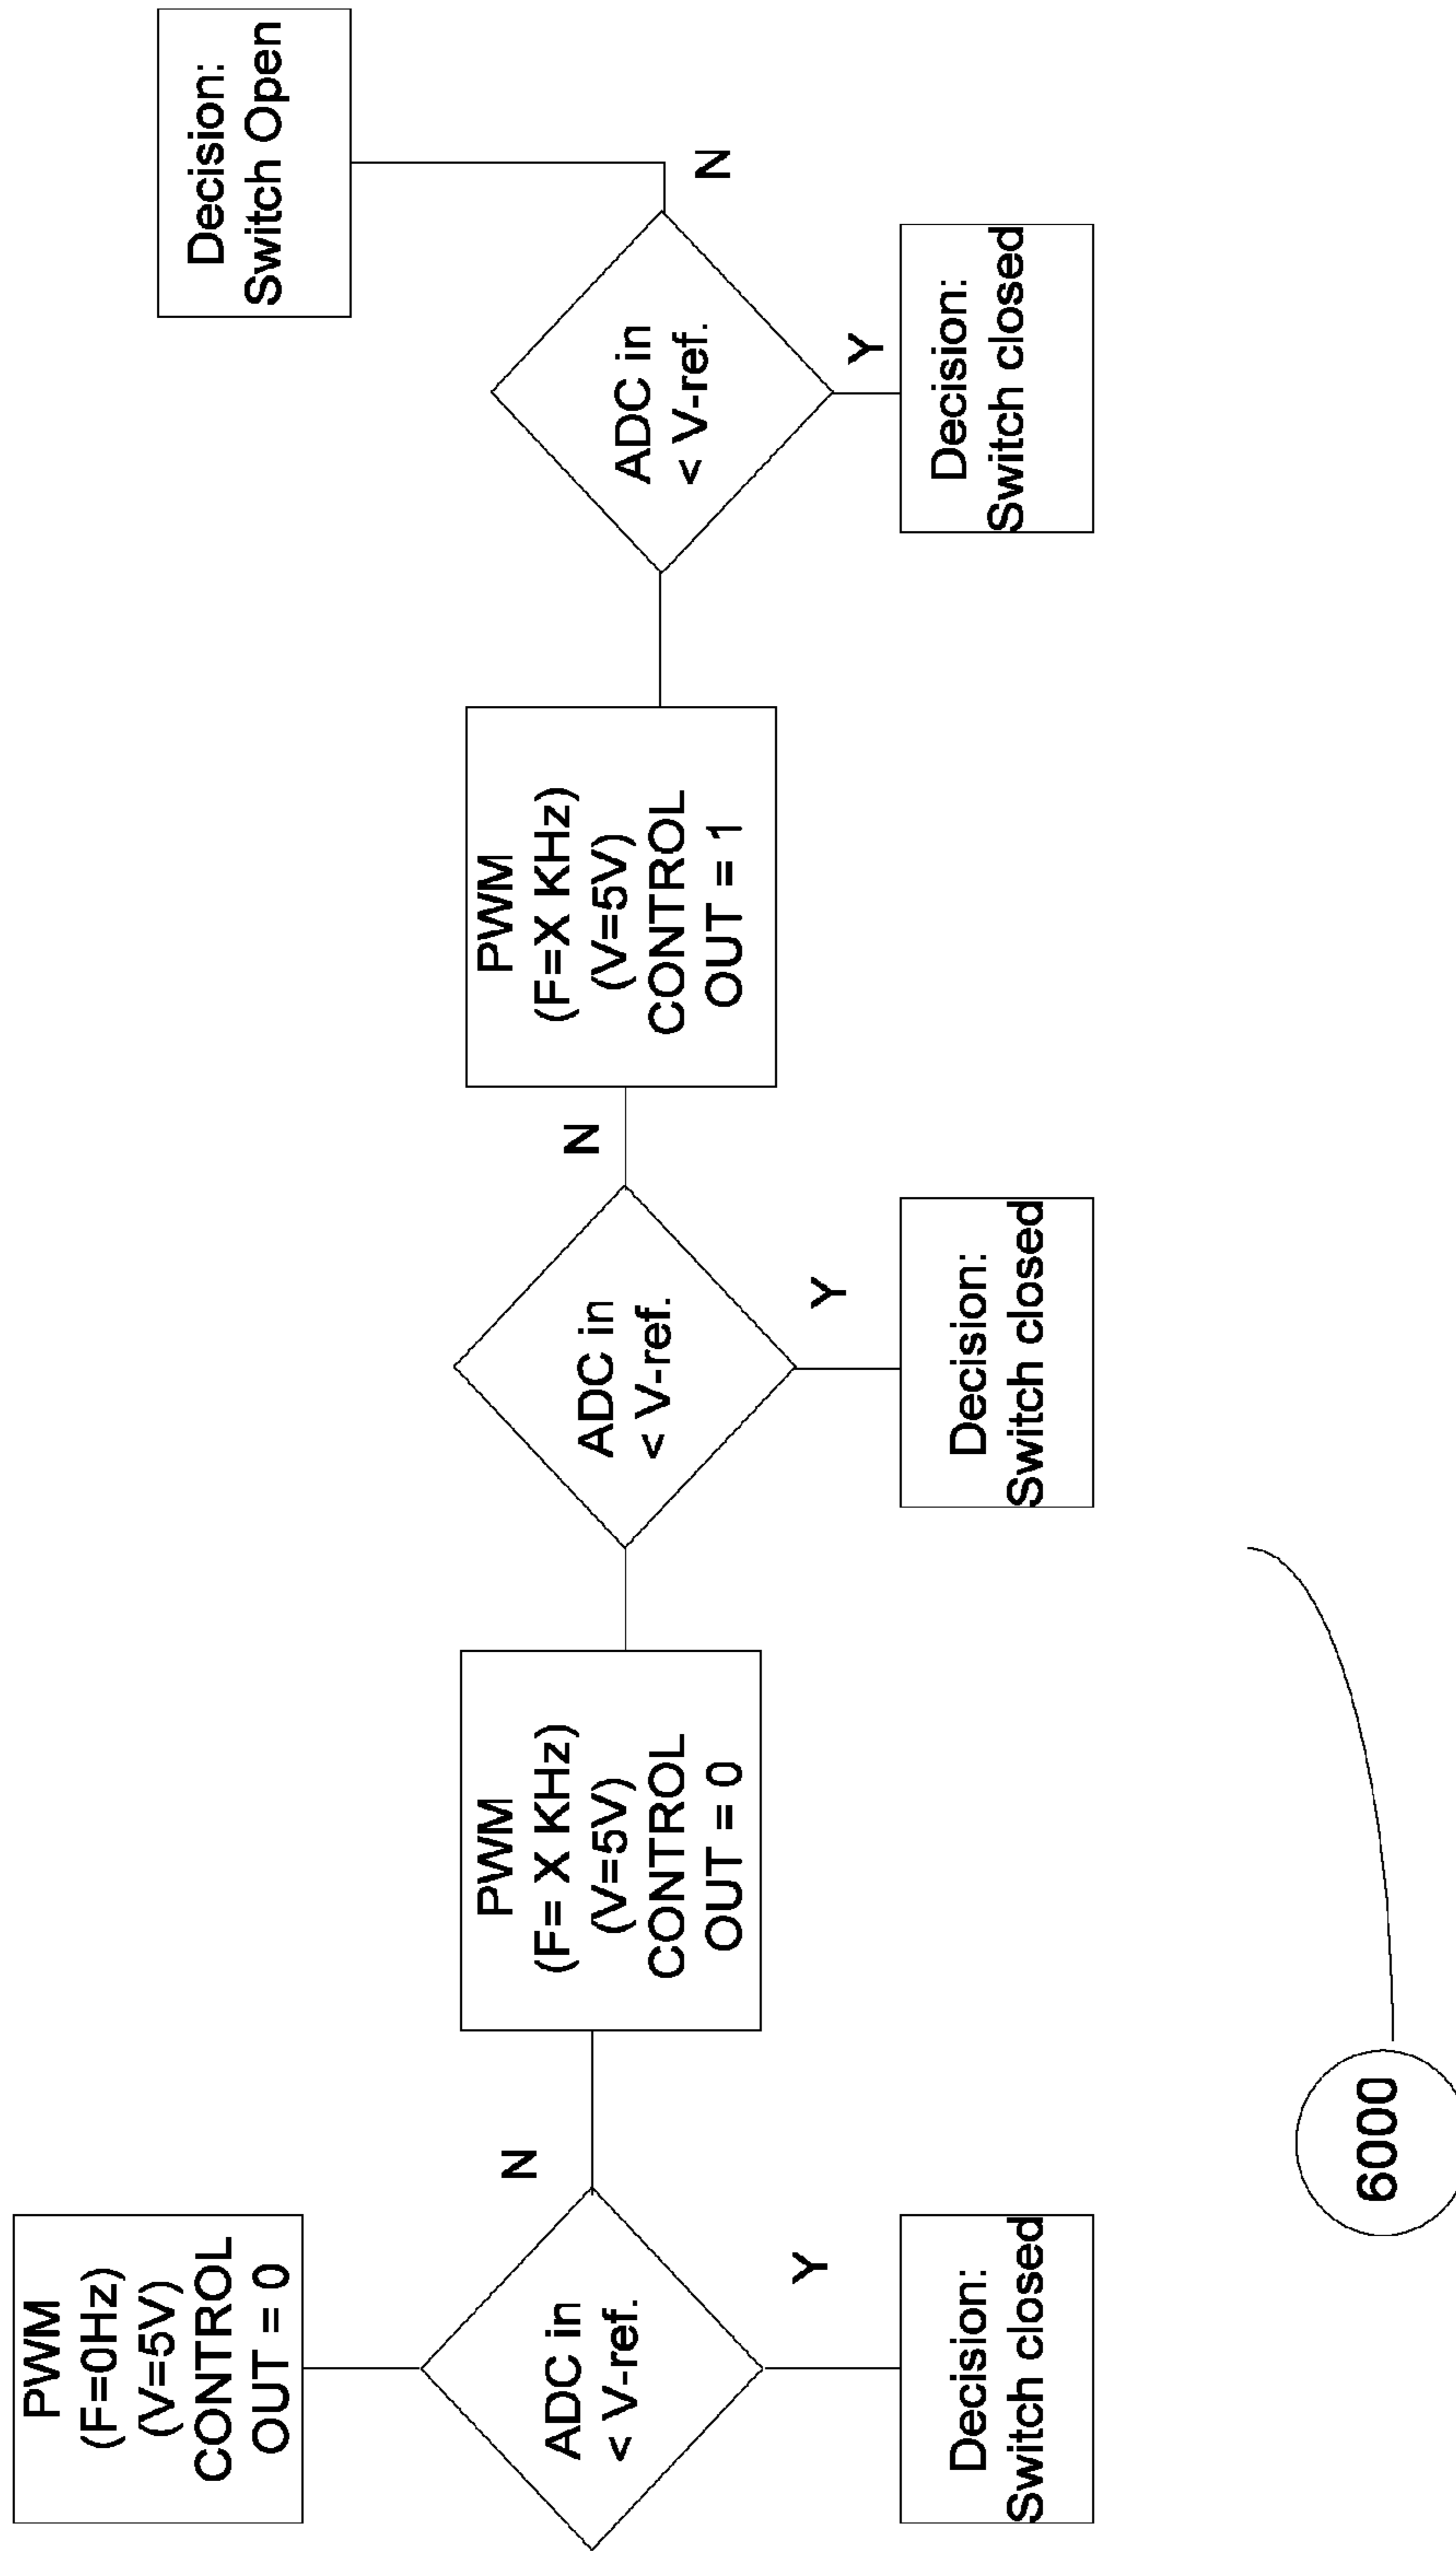 PWM
(F=0Hz)
(V=5V)
CONTROL
OUT = 0
ADC in
< V-ref.
N
Y
Decision:
Switch closed
PWM
(F= X KHz)
(V=5V)
CONTROL
OUT = 0
ADC in
< V-ref.
N
Y
Decision:
Switch closed
PWM
(F=X KHz)
(V=5V)
CONTROL
OUT = 1
ADC in
< V-ref.
N
Y
Decision:
Switch closed
Decision:
Switch Open
6000